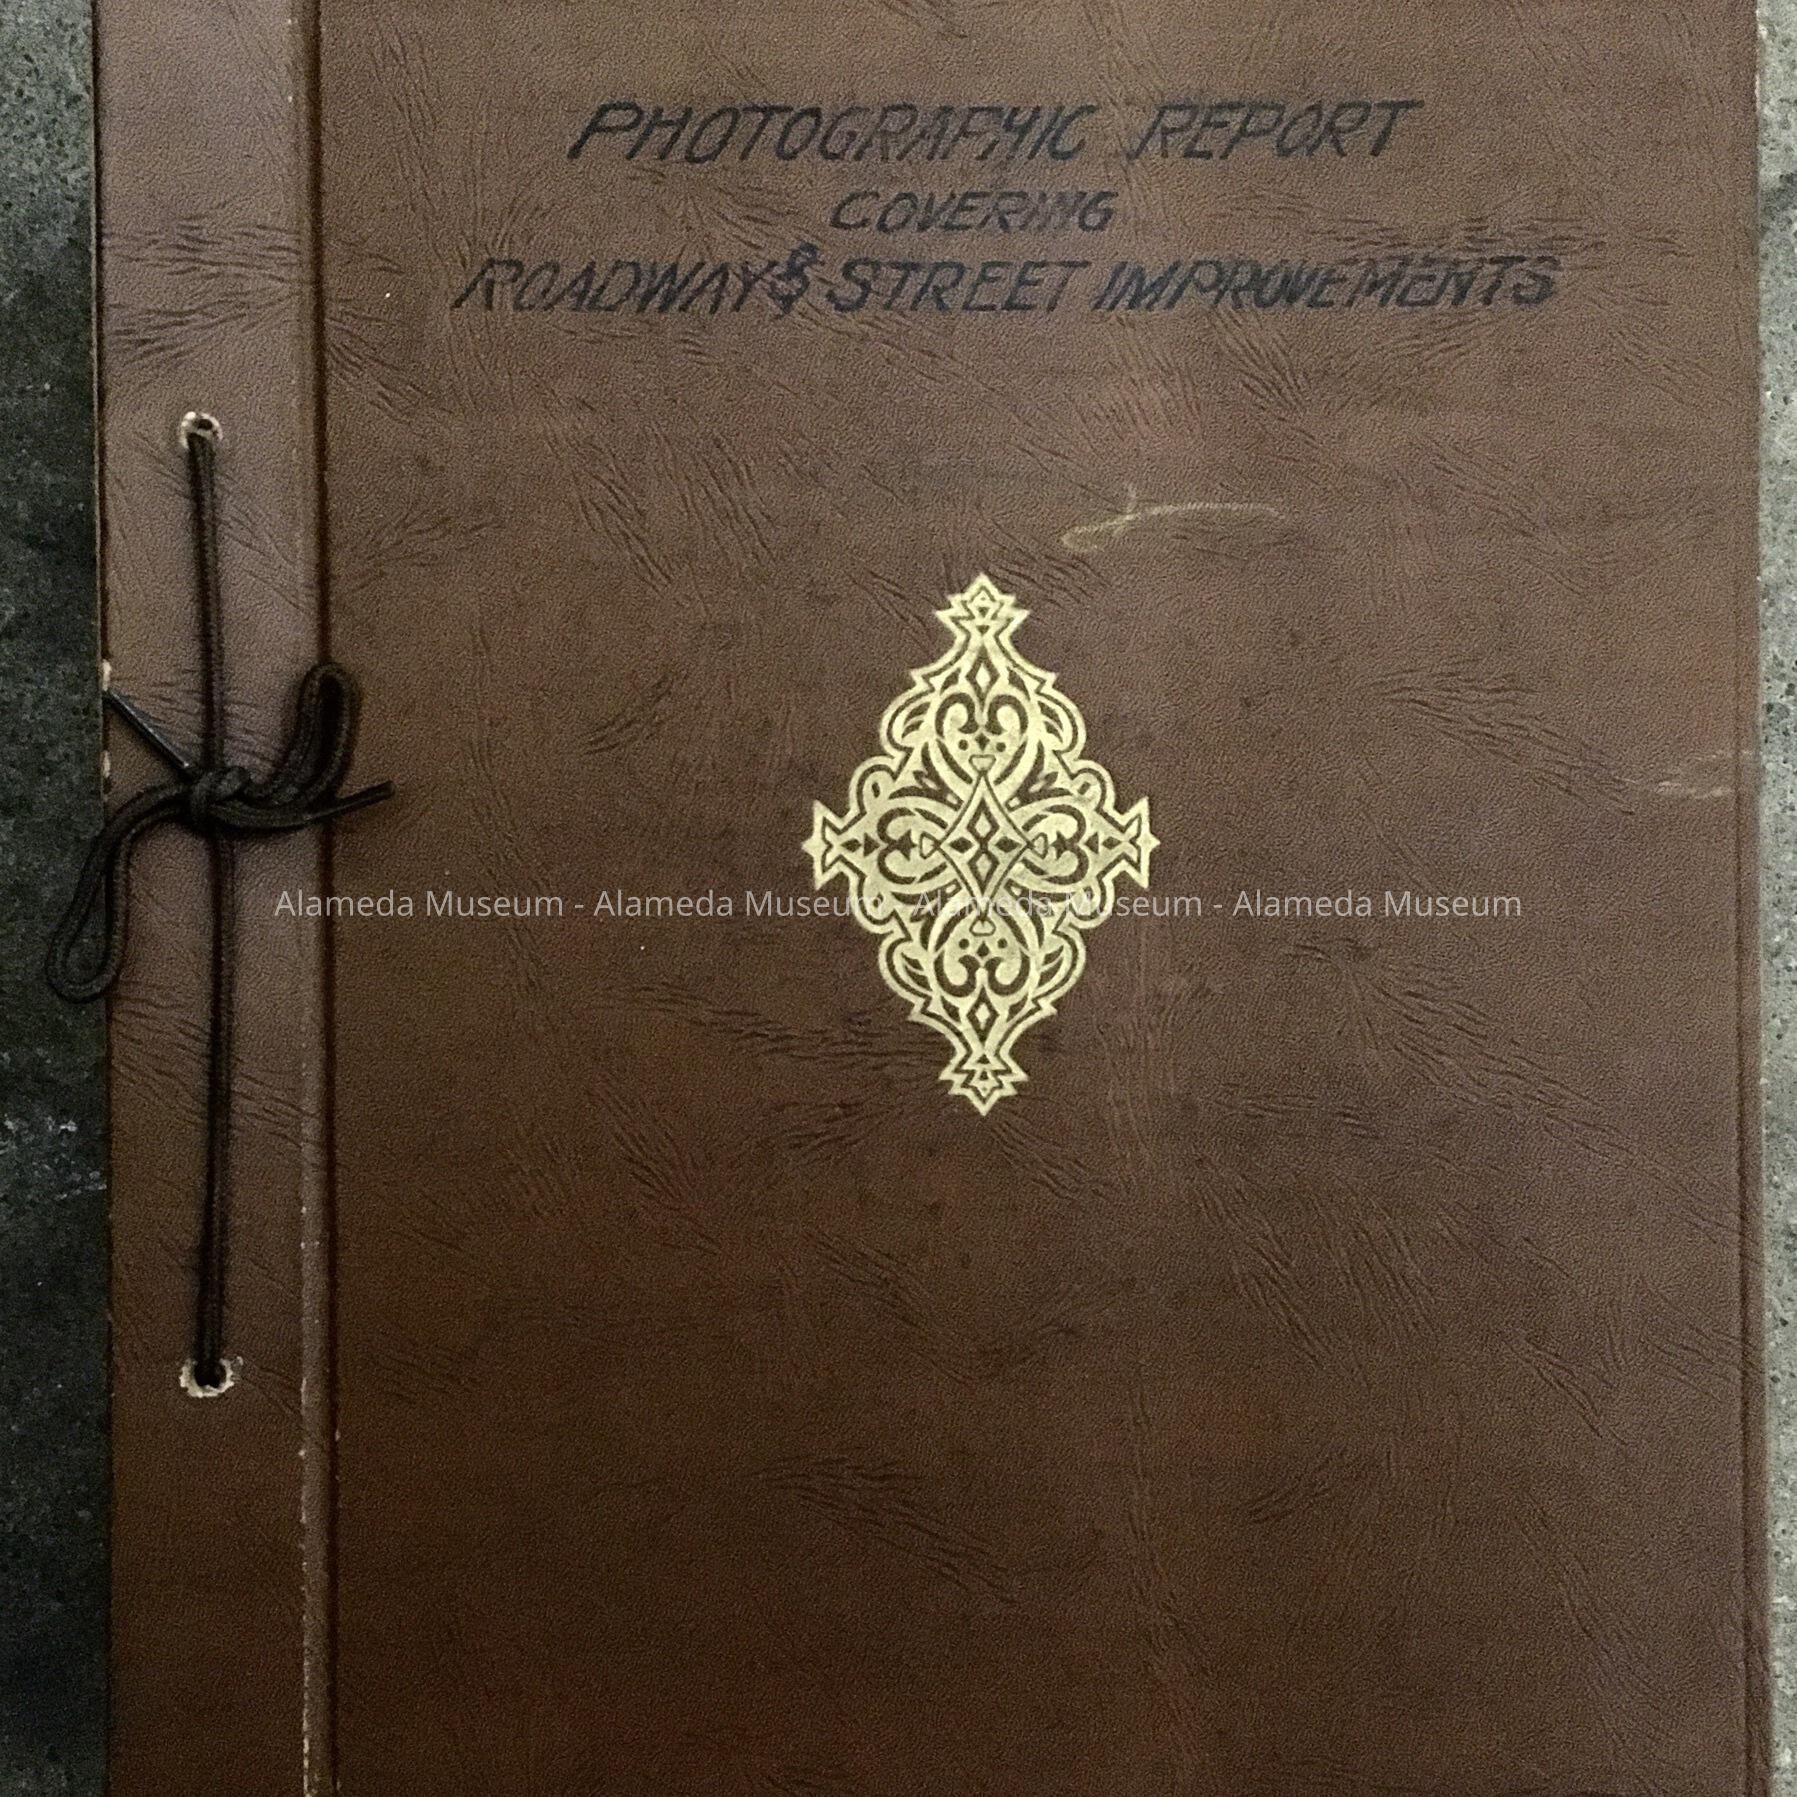 PHOTOGRAPHIC REPORT
COVERING
ROADWAY & STREET IMPROVEMENTS
Alameda Museum - Alameda Museum - Alameda Museum - Alameda Museum